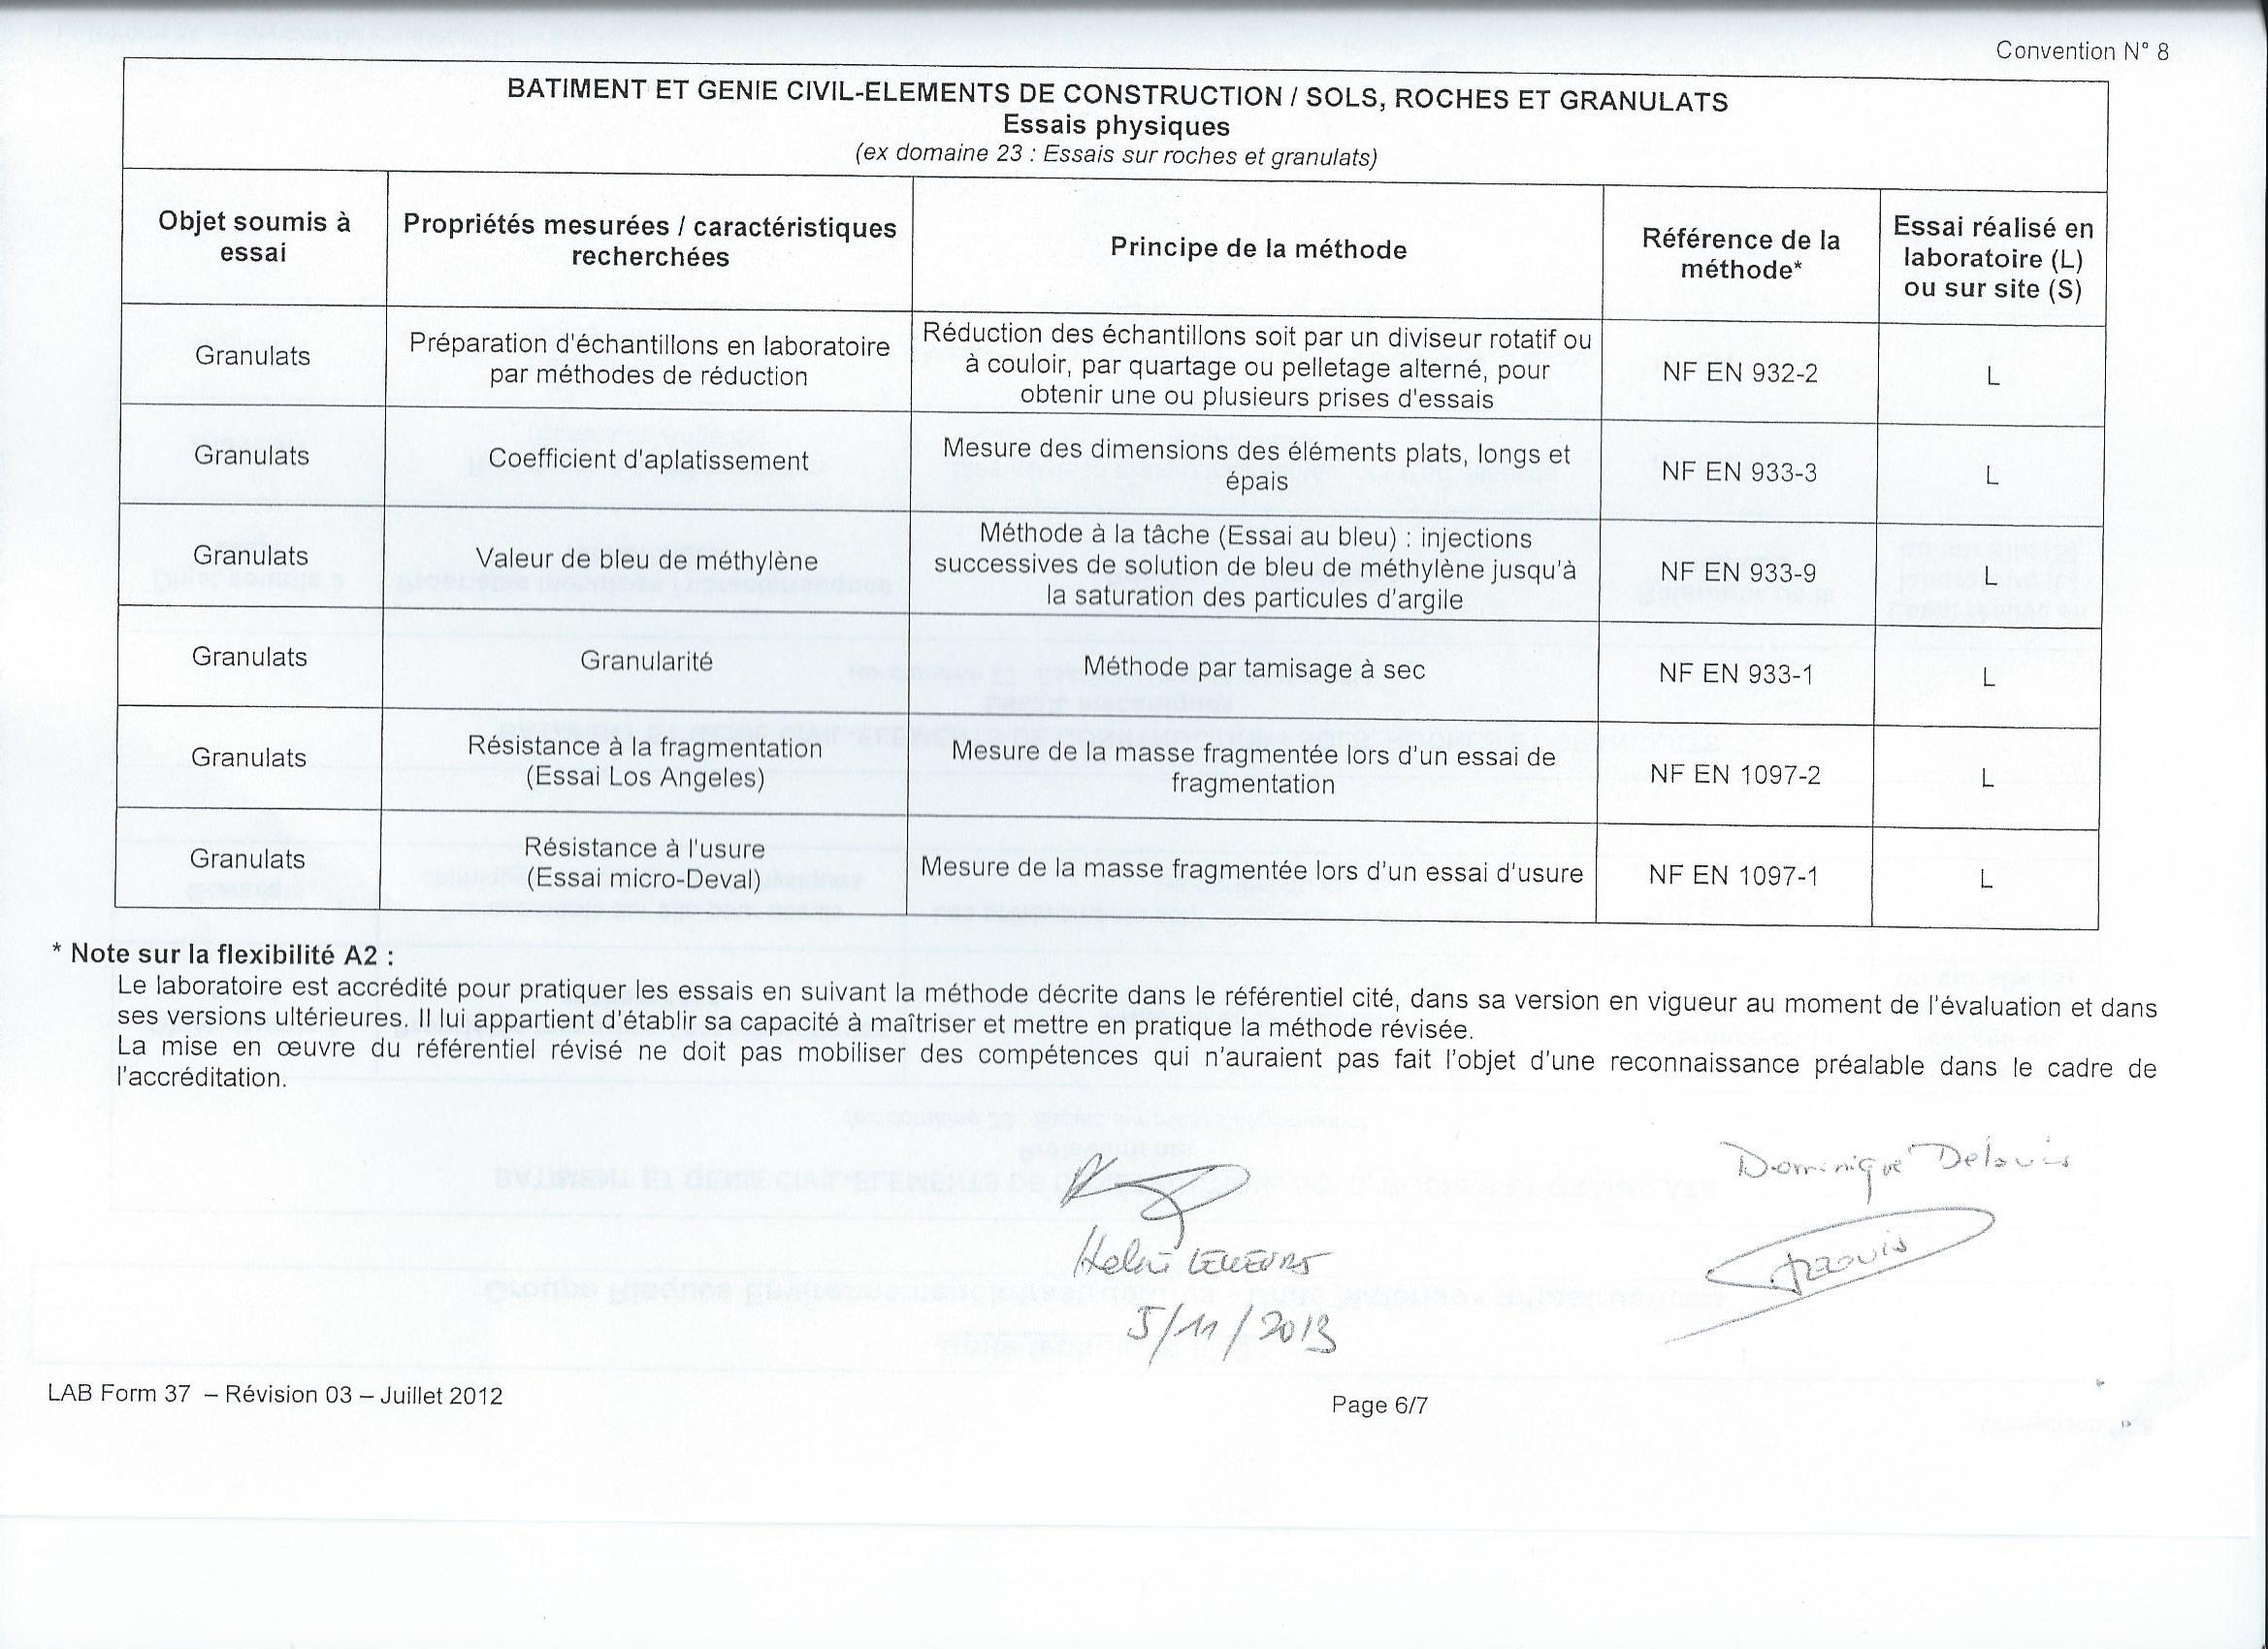 Convention N° 8
BATIMENT ET GENIE CIVIL-ELEMENTS DE CONSTRUCTION / SOLS, ROCHES ET GRANULATS
Essais physiques
(ex domaine 23 : Essais sur roches et granulats)
Objet soumis à
essai
Propriétés mesurées / caractéristiques
recherchées
Principe de la méthode
Référence de la
méthode*
Essai réalisé en
laboratoire (L)
ou sur site (S)
Granulats
Préparation d'échantillons en laboratoire
par méthodes de réduction
Réduction des échantillons soit par un diviseur rotatif ou
à couloir, par quartage ou pelletage alterné, pour
obtenir une ou plusieurs prises d'essais
NF EN 932-2
L
Granulats
Coefficient d'aplatissement
Mesure des dimensions des éléments plats, longs et
épais
NF EN 933-3
L
Granulats
Valeur de bleu de méthylène
Méthode à la tâche (Essai au bleu) : injections
successives de solution de bleu de méthylène jusqu'à
la saturation des particules d'argile
NF EN 933-9
L
Granulats
Granularité
Méthode par tamisage à sec
NF EN 933-1
L
Granulats
Résistance à la fragmentation
(Essai Los Angeles)
Mesure de la masse fragmentée lors d'un essai de
fragmentation
NF EN 1097-2
L
Granulats
Résistance à l'usure
(Essai micro-Deval)
Mesure de la masse fragmentée lors d'un essai d'usure
NF EN 1097-1
L
* Note sur la flexibilité A2 :
Le laboratoire est accrédité pour pratiquer les essais en suivant la méthode décrite dans le référentiel cité, dans sa version en vigueur au moment de l'évaluation et dans
ses versions ultérieures. Il lui appartient d'établir sa capacité à maîtriser et mettre en pratique la méthode révisée.
La mise en œuvre du référentiel révisé ne doit pas mobiliser des compétences qui n'auraient pas fait l'objet d'une reconnaissance préalable dans le cadre de
l'accréditation.
Dominique Delouis
5/11/2013
LAB Form 37 – Révision 03 – Juillet 2012
Page 6/7